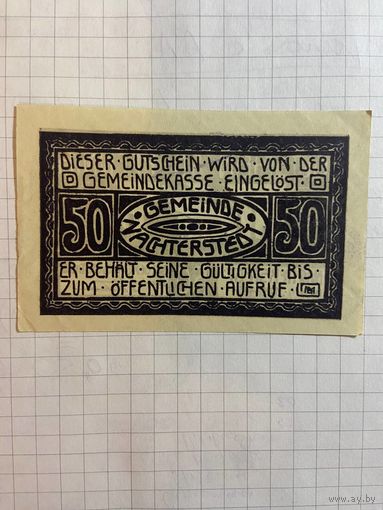 DIESER · GUTSCHEIN · WIRD · VON · DER
GEMEINDEKASSE · EINGELÖST ·
50 · GEMEINDE · 50
NACHTERSTEDT
ER · BEHÄLT · SEINE · GÜLTIGKEIT · BIS ·
ZUM · ÖFFENTLICHEN · AUFRUF ·
www.ay.by